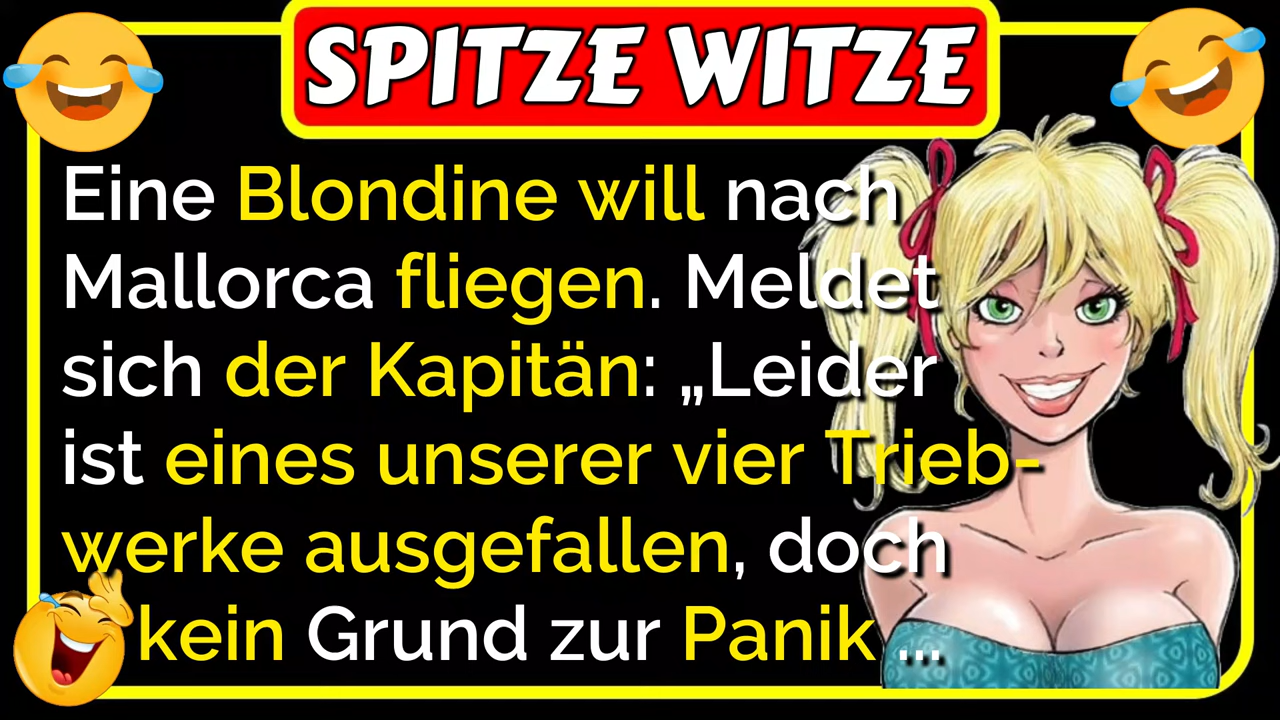 SPITZE WITZE
Eine Blondine will nach
Mallorca fliegen. Meldet
sich der Kapitän: „Leider
ist eines unserer vier Trieb-
werke ausgefallen, doch
kein Grund zur Panik ...